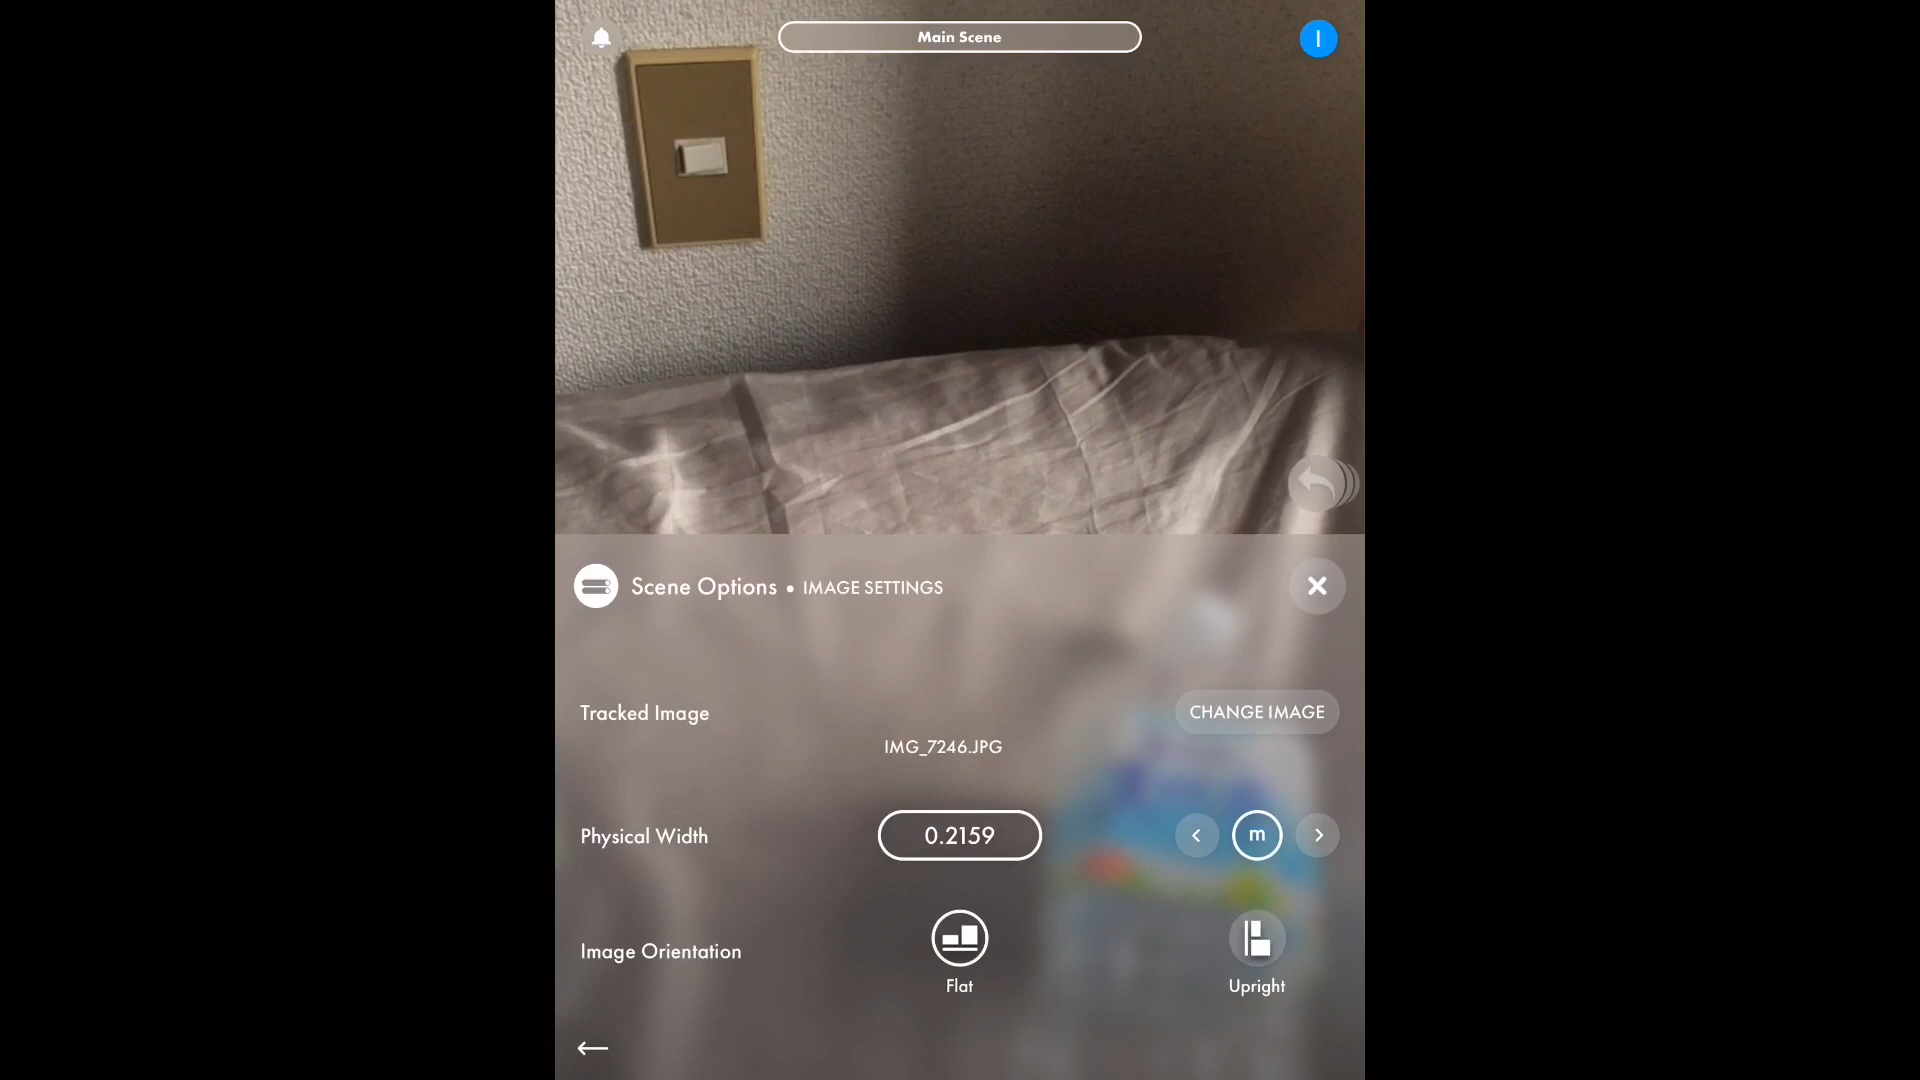 Main Scene
I
Scene Options • IMAGE SETTINGS
Tracked Image
CHANGE IMAGE
IMG_7246.JPG
Physical Width
0.2159
m
Image Orientation
Flat
Upright